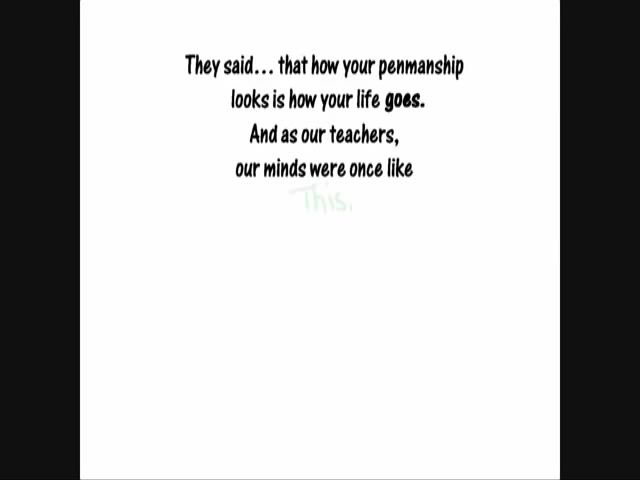 They said... that how your penmanship
looks is how your life goes.
And as our teachers,
our minds were once like
This.